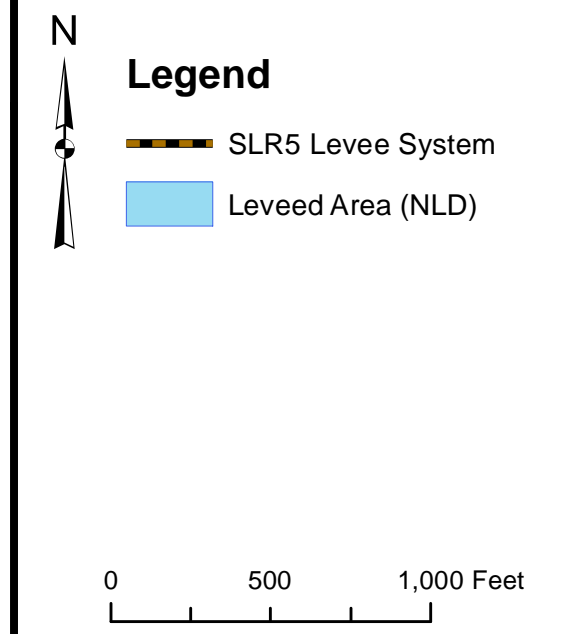 N
Legend
SLR5 Levee System
Leveed Area (NLD)
0 500 1,000 Feet